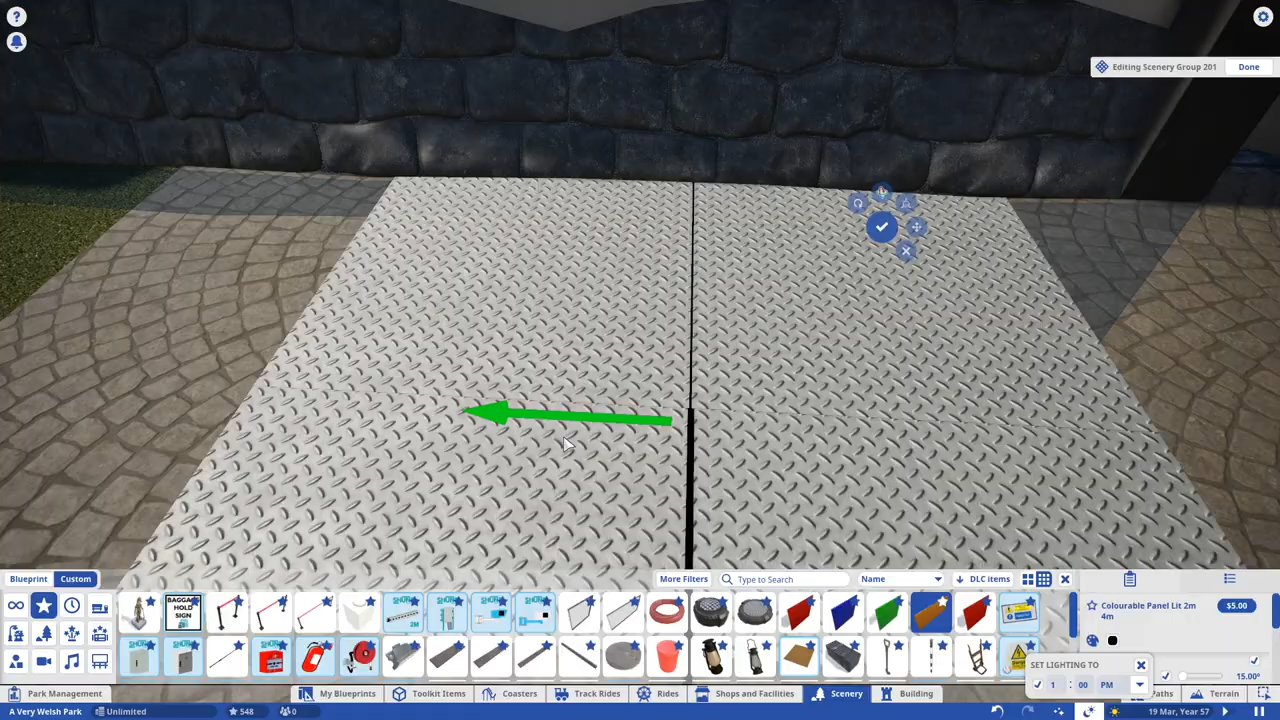 Editing Scenery Group 201
Done
Blueprint
Custom
More Filters
Type to Search
Name
DLC items
BAGGAGE
HOLD
SIGN
2M
Colourable Panel Lit 2m
4m
$5.00
SET LIGHTING TO
1 : 00 PM
15.00°
Park Management
My Blueprints
Toolkit Items
Coasters
Track Rides
Rides
Shops and Facilities
Scenery
Building
Paths
Terrain
A Very Welsh Park
Unlimited
548
0
19 Mar, Year 57